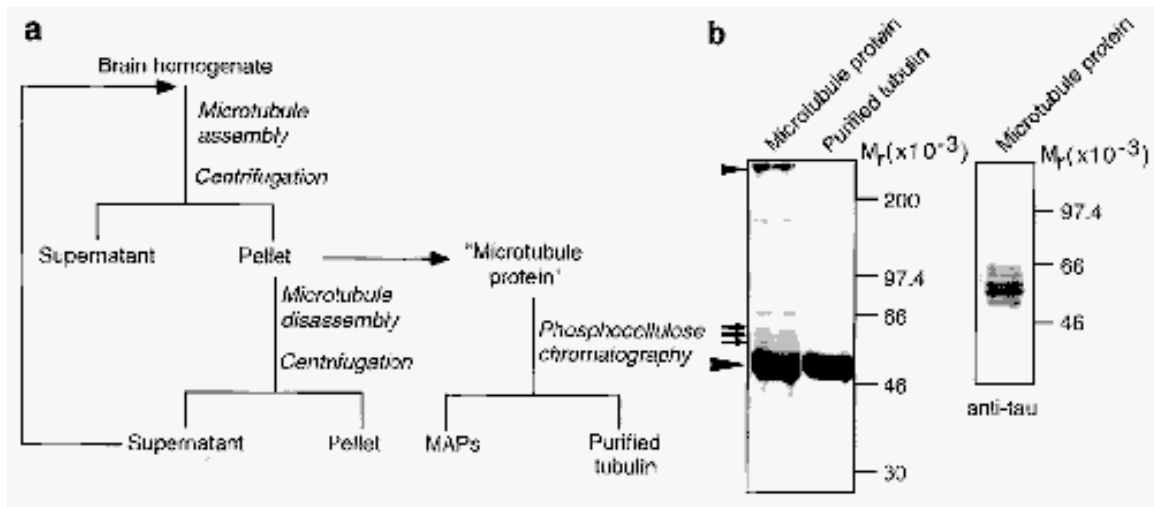 a
Brain homogenate
Microtubule
assembly
Centrifugation
Supernatant
Pellet
"Microtubule
protein"
Microtubule
disassembly
Centrifugation
Phosphocellulose
chromatography
Supernatant
Pellet
MAPs
Purified
tubulin
b
Microtubule protein
Purified tubulin
Mr(x10-3)
200
97.4
66
46
30
Microtubule protein
Mr(x10-3)
97.4
66
46
anti-tau